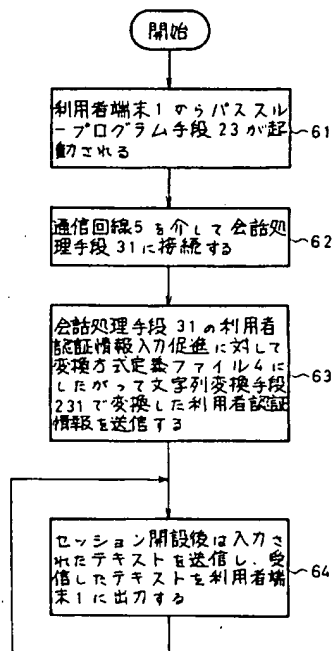 開始
利用者端末1からパススル
ープログラム手段23が起
動される
61
通信回線5を介して会話処
理手段31に接続する
62
会話処理手段31の利用者
認証情報入力促進に対して
変換方式定義ファイル4に
したがって文字列変換手段
231で変換した利用者認証
情報を送信する
63
セッション開設後は入力さ
れたテキストを送信し、受
信したテキストを利用者端
末1に出力する
64